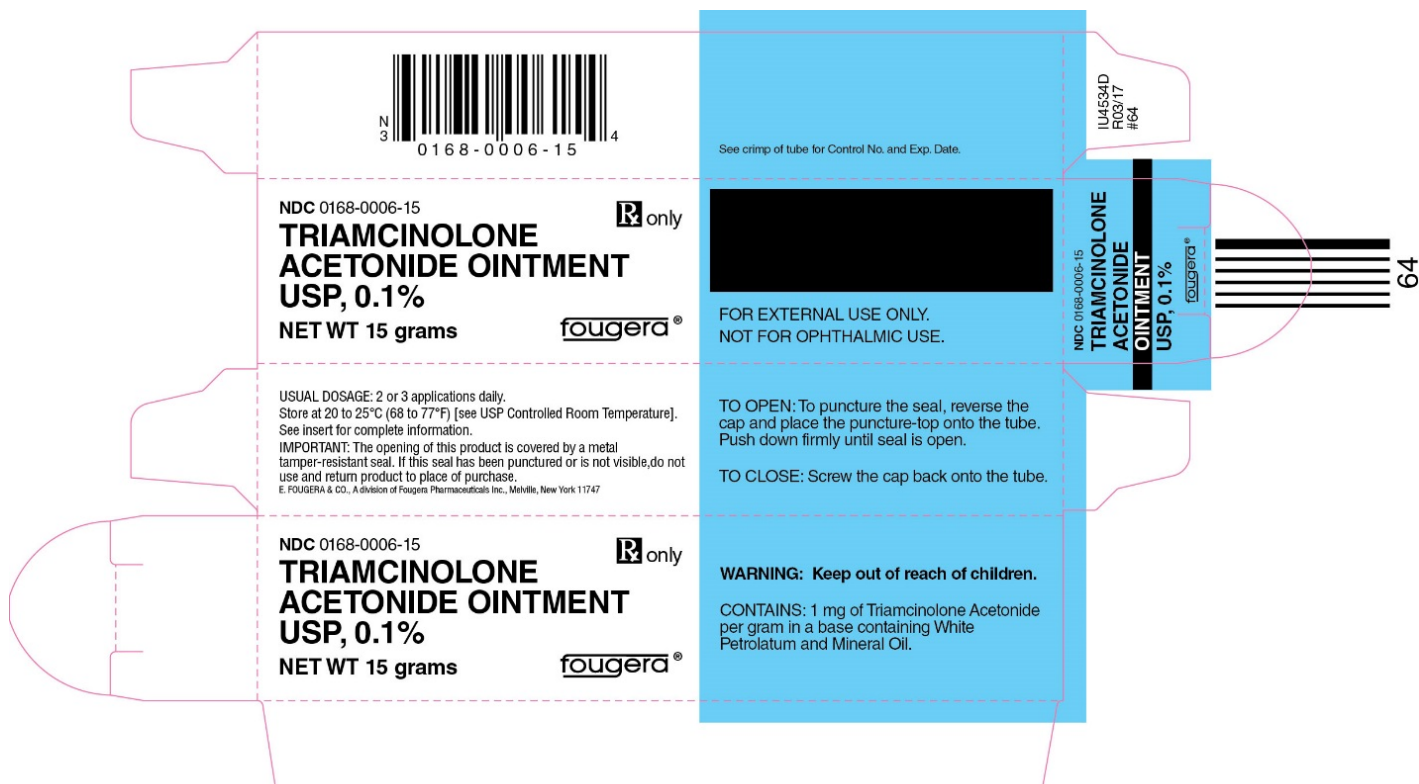 N
3
0168-0006-15
4
See crimp of tube for Control No. and Exp. Date.
IU4534D
R03/17
#64
NDC 0168-0006-15
Rx only
TRIAMCINOLONE
ACETONIDE OINTMENT
USP, 0.1%
NET WT 15 grams
fougera®
FOR EXTERNAL USE ONLY.
NOT FOR OPHTHALMIC USE.
NDC 0168-0006-15
TRIAMCINOLONE
ACETONIDE
OINTMENT
USP, 0.1%
fougera®
64
USUAL DOSAGE: 2 or 3 applications daily.
Store at 20 to 25°C (68 to 77°F) [see USP Controlled Room Temperature].
See insert for complete information.
IMPORTANT: The opening of this product is covered by a metal
tamper-resistant seal. If this seal has been punctured or is not visible,do not
use and return product to place of purchase.
E. FOUGERA & CO., A division of Fougera Pharmaceuticals Inc., Melville, New York 11747
TO OPEN: To puncture the seal, reverse the
cap and place the puncture-top onto the tube.
Push down firmly until seal is open.
TO CLOSE: Screw the cap back onto the tube.
NDC 0168-0006-15
Rx only
TRIAMCINOLONE
ACETONIDE OINTMENT
USP, 0.1%
NET WT 15 grams
fougera®
WARNING: Keep out of reach of children.
CONTAINS: 1 mg of Triamcinolone Acetonide
per gram in a base containing White
Petrolatum and Mineral Oil.